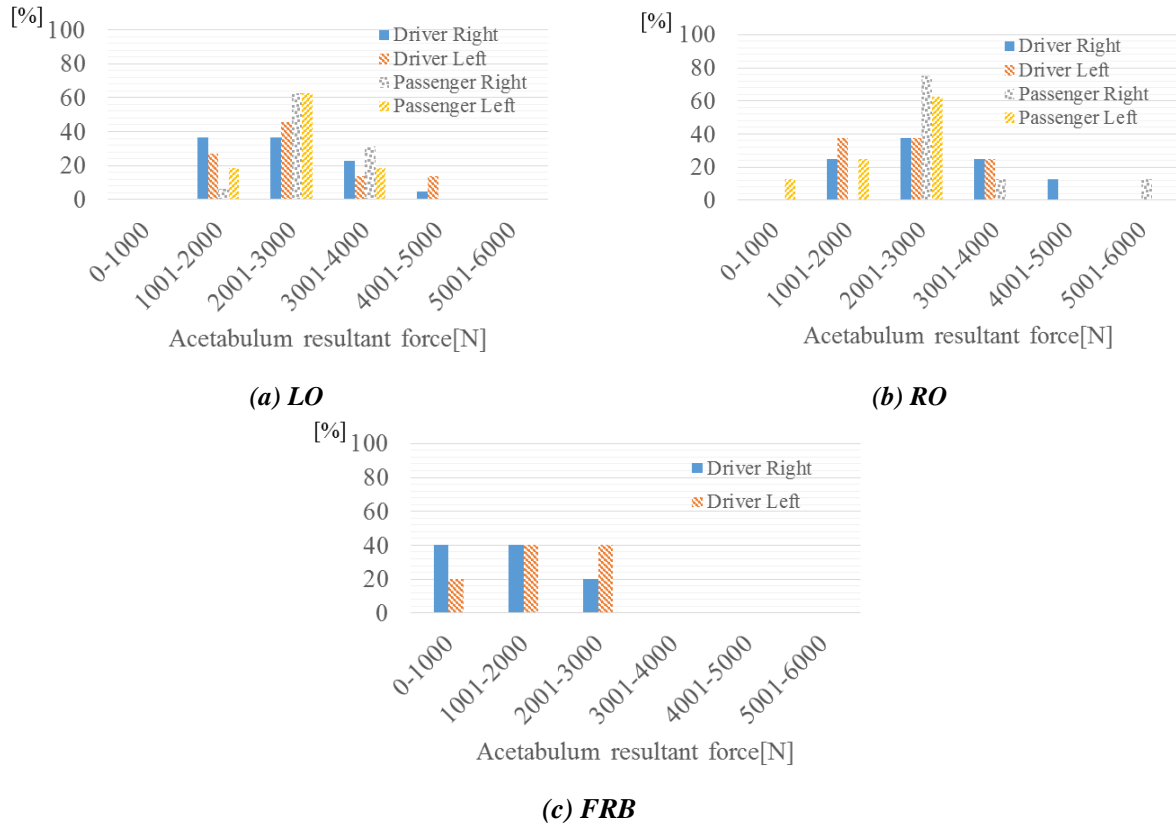 [%]
100
80
60
40
20
0
Driver Right
Driver Left
Passenger Right
Passenger Left
0-1000
1001-2000
2001-3000
3001-4000
4001-5000
5001-6000
Acetabulum resultant force[N]
(a) LO
[%]
100
80
60
40
20
0
Driver Right
Driver Left
Passenger Right
Passenger Left
0-1000
1001-2000
2001-3000
3001-4000
4001-5000
5001-6000
Acetabulum resultant force[N]
(b) RO
[%]
100
80
60
40
20
0
Driver Right
Driver Left
0-1000
1001-2000
2001-3000
3001-4000
4001-5000
5001-6000
Acetabulum resultant force[N]
(c) FRB